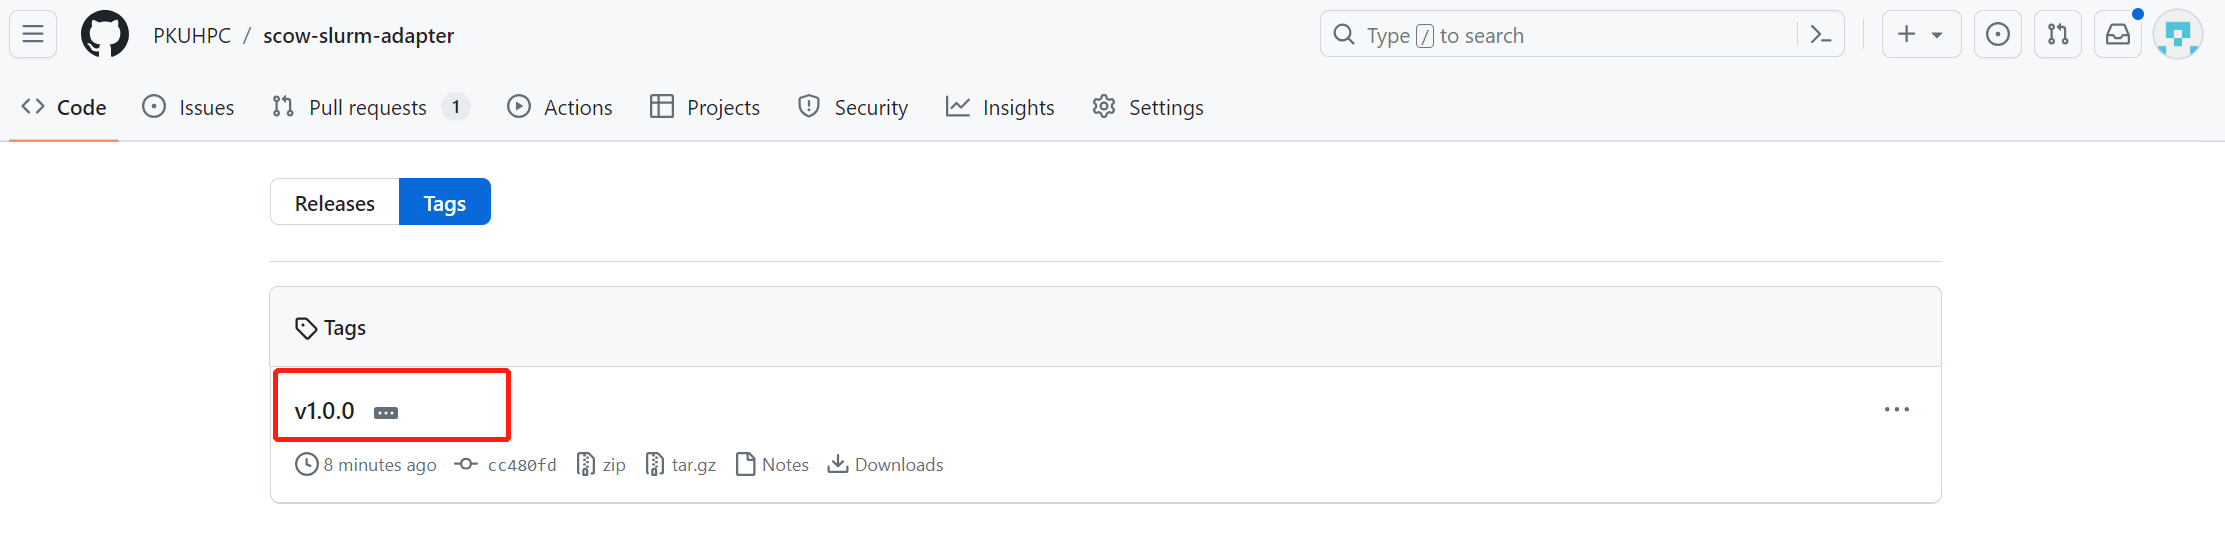 PKUHPC / scow-slurm-adapter
Type / to search
Code Issues Pull requests 1 Actions Projects Security Insights Settings
Releases Tags
Tags
v1.0.0
8 minutes ago cc480fd zip tar.gz Notes Downloads